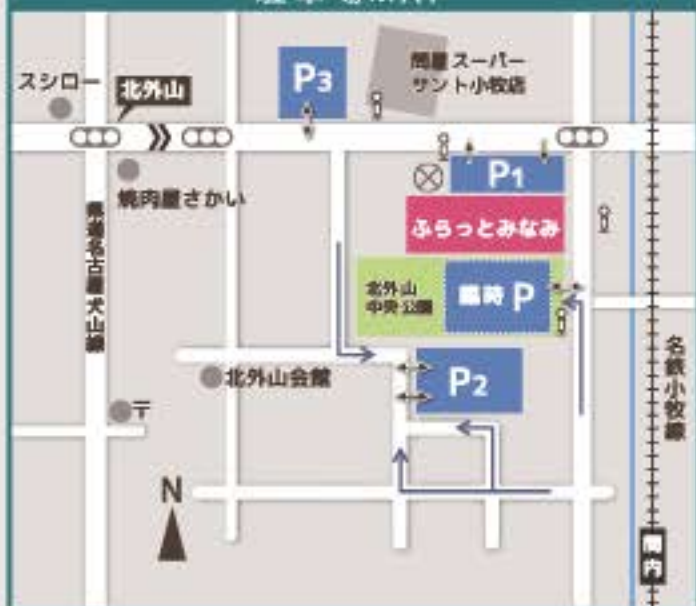 スシロー
北外山
P3
問屋スーパー
サント小牧店
P1
焼肉屋さかい
ふらっとみなみ
県道名古屋犬山線
北外山
中央公園
臨時 P
北外山会館
P2
〒
名鉄小牧線
N
間内